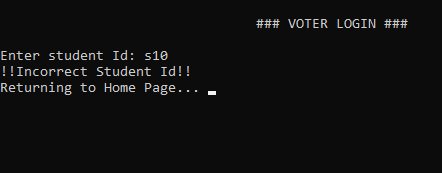 ### VOTER LOGIN ###
Enter student Id: s10
!!Incorrect Student Id!!
Returning to Home Page...